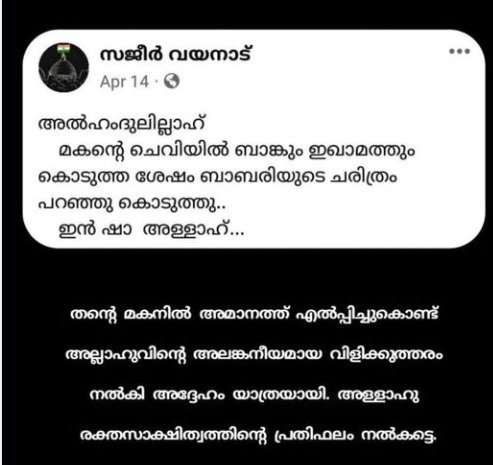 സജീർ വയനാട്
Apr 14 ·
അൽഹംദുലില്ലാഹ്
മകന്റെ ചെവിയിൽ ബാങ്കും ഇഖാമത്തും
കൊടുത്ത ശേഷം ബാബരിയുടെ ചരിത്രം
പറഞ്ഞു കൊടുത്തു..
ഇൻ ഷാ അള്ളാഹ്...
തന്റെ മകനിൽ അമാനത്ത് എൽപ്പിച്ചുകൊണ്ട്
അല്ലാഹുവിന്റെ അലങ്കനീയമായ വിളിക്കുത്തരം
നൽകി അദ്ദേഹം യാത്രയായി. അള്ളാഹു
രക്തസാക്ഷിത്വത്തിന്റെ പ്രതിഫലം നൽകട്ടെ.